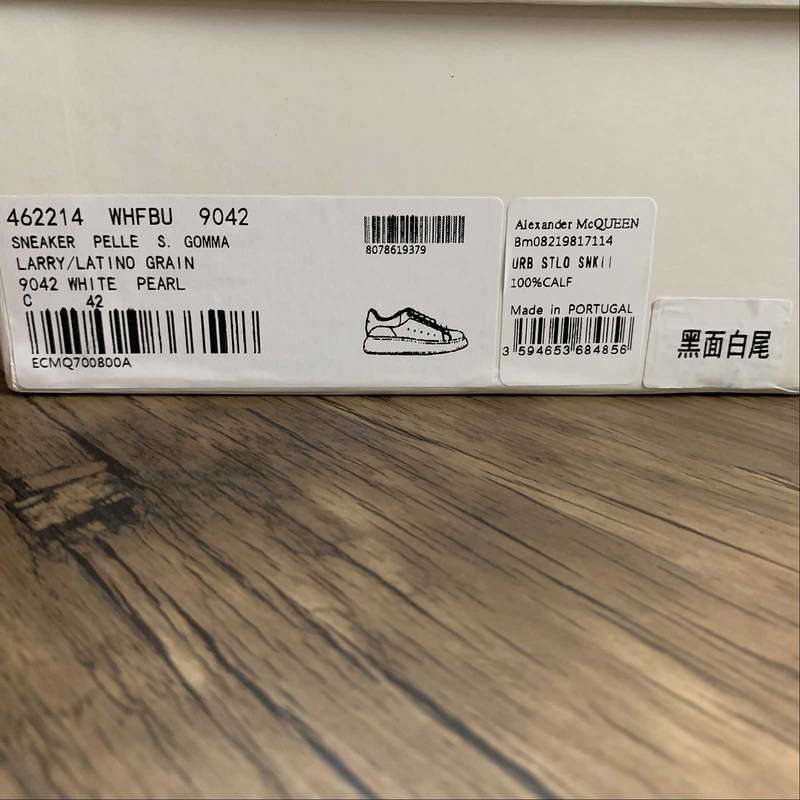 462214 WHFBU 9042
SNEAKER PELLE S. GOMMA
LARRY/LATINO GRAIN
9042 WHITE PEARL
C 42
ECMQ700800A
8078619379
Alexander McQUEEN
Bm08219817114
URB STLO SNKii
100%CALF
Made in PORTUGAL
3 594653 684856
黑面白尾